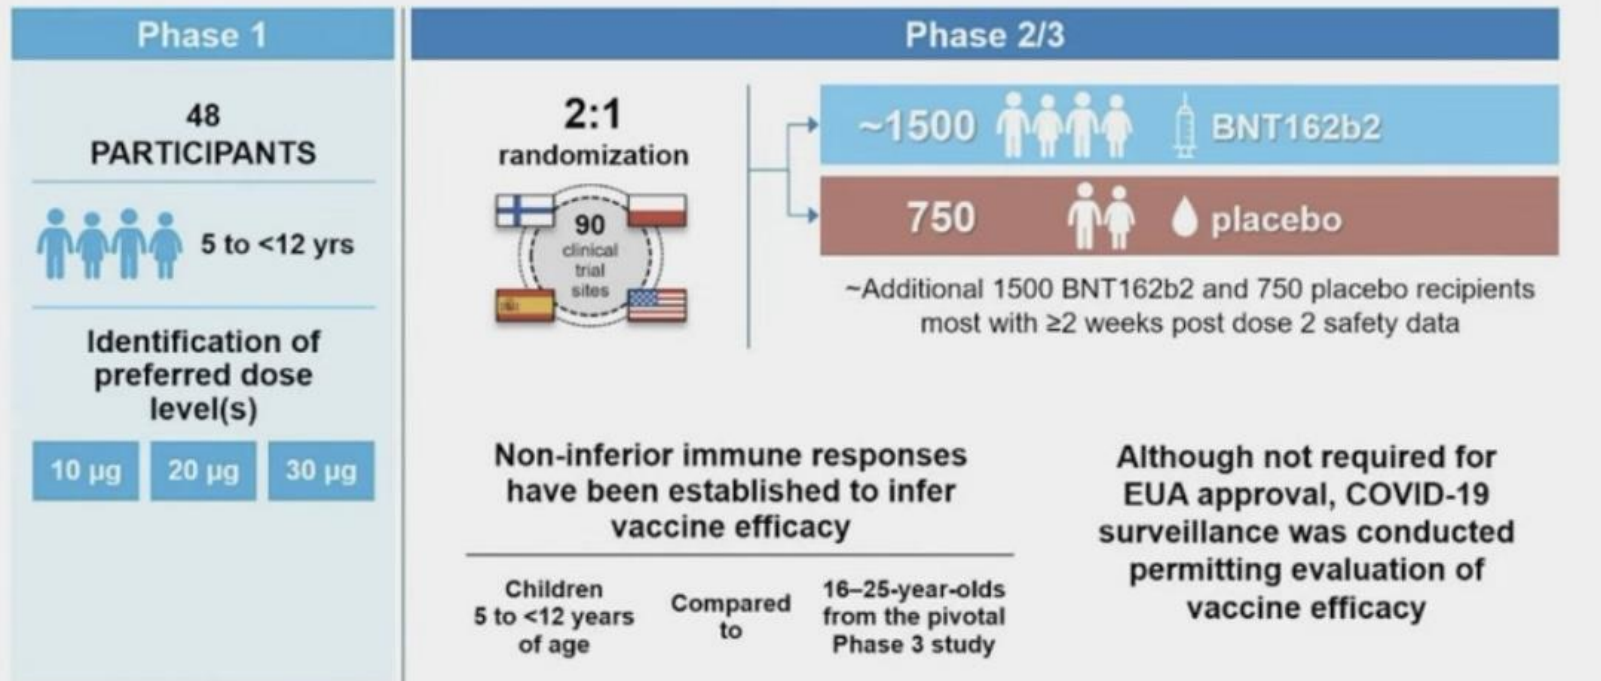 Phase 1
48
PARTICIPANTS
5 to <12 yrs
Identification of
preferred dose
level(s)
10 µg
20 µg
30 µg
Phase 2/3
2:1
randomization
90
clinical
trial
sites
~1500
BNT162b2
750
placebo
~Additional 1500 BNT162b2 and 750 placebo recipients
most with ≥2 weeks post dose 2 safety data
Non-inferior immune responses
have been established to infer
vaccine efficacy
Children
5 to <12 years
of age
Compared
to
16–25-year-olds
from the pivotal
Phase 3 study
Although not required for
EUA approval, COVID-19
surveillance was conducted
permitting evaluation of
vaccine efficacy